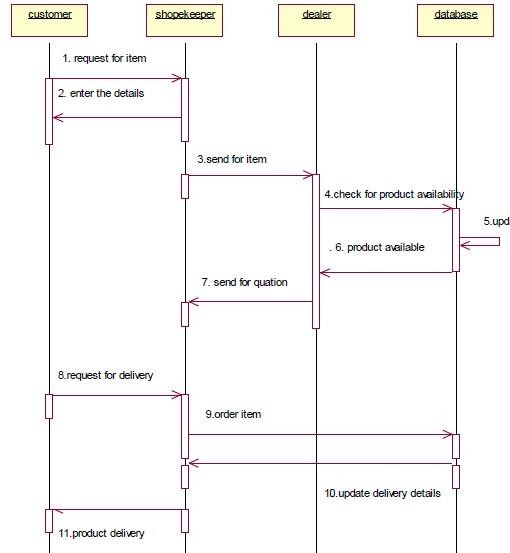 customer
shopekeeper
dealer
database
1. request for item
2. enter the details
3.send for item
4.check for product availability
5.upd
. 6. product available
7. send for quation
8.request for delivery
9.order item
10.update delivery details
11.product delivery